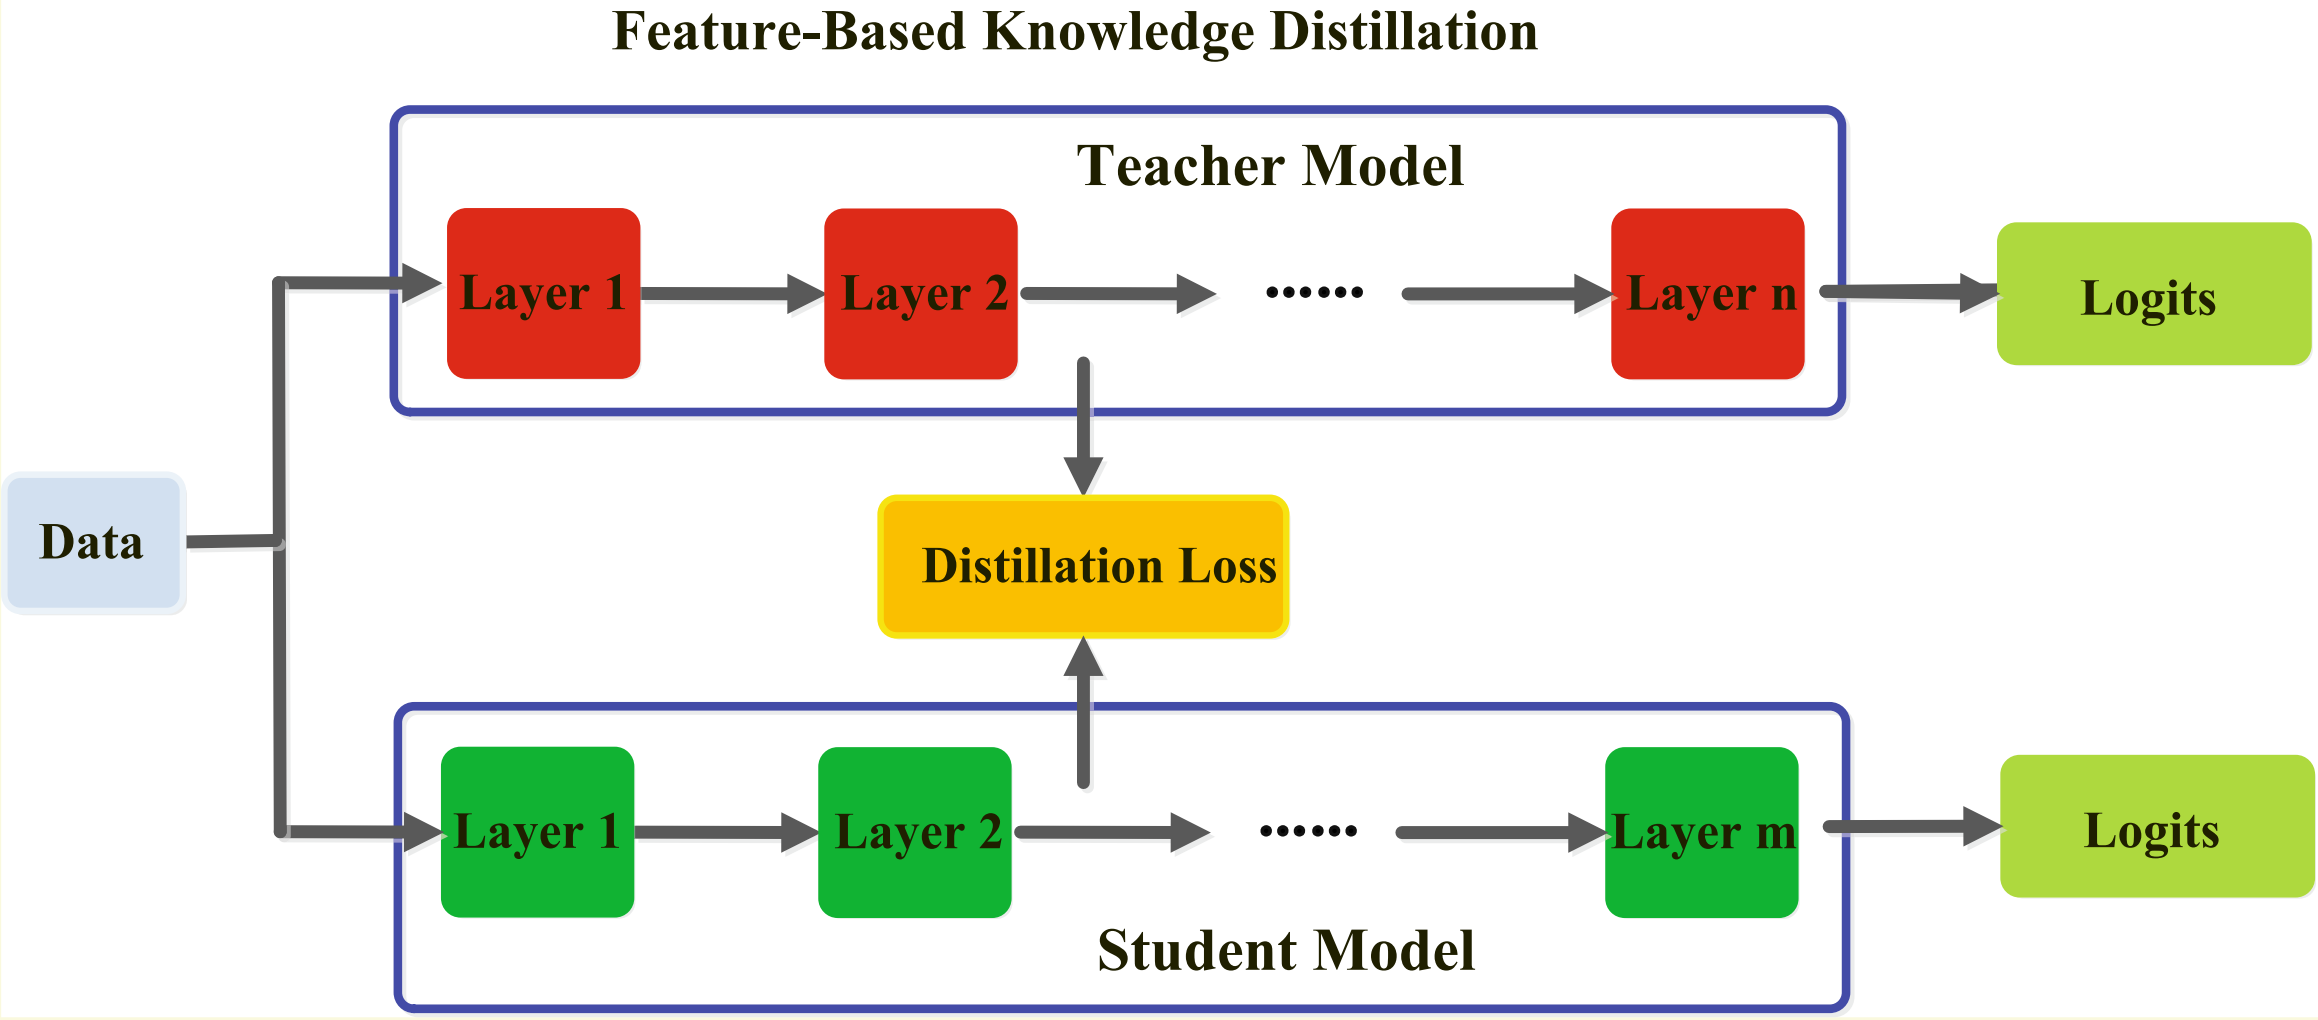 Feature-Based Knowledge Distillation
Teacher Model
Layer 1
Layer 2
......
Layer n
Logits
Data
Distillation Loss
Layer 1
Layer 2
......
Layer m
Logits
Student Model